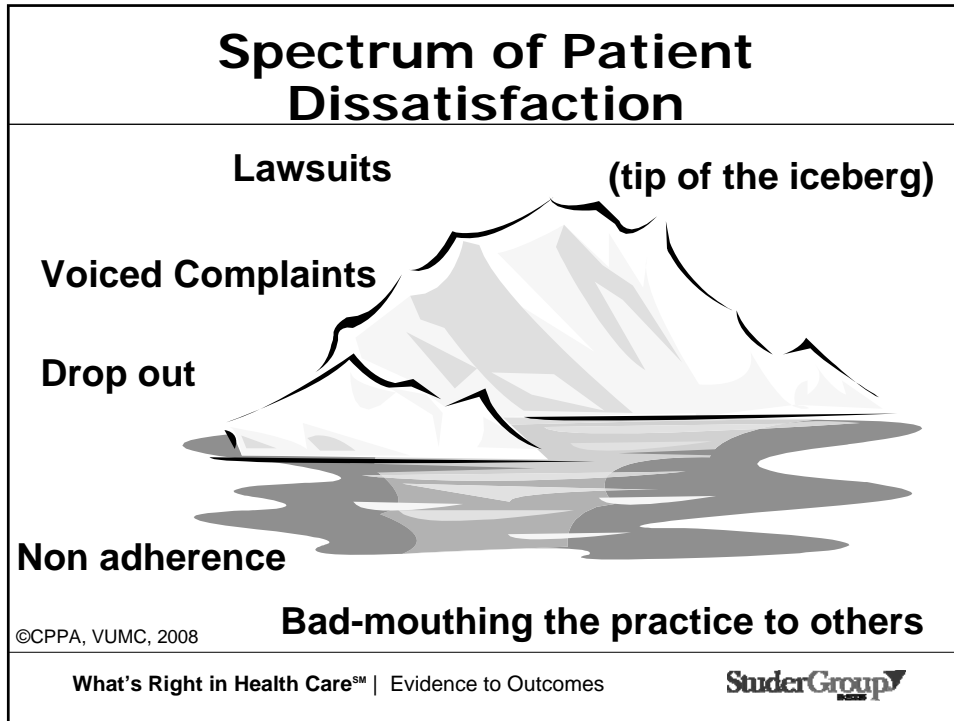 Spectrum of Patient
Dissatisfaction
Lawsuits
(tip of the iceberg)
Voiced Complaints
Drop out
Non adherence
Bad-mouthing the practice to others
©CPPA, VUMC, 2008
What's Right in Health Care℠ | Evidence to Outcomes
StuderGroup